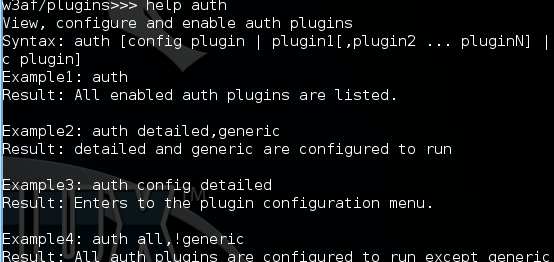 w3af/plugins>>> help auth
View, configure and enable auth plugins
Syntax: auth [config plugin | plugin1[,plugin2 ... pluginN] |
c plugin]
Example1: auth
Result: All enabled auth plugins are listed.
Example2: auth detailed,generic
Result: detailed and generic are configured to run
Example3: auth config detailed
Result: Enters to the plugin configuration menu.
Example4: auth all,!generic
Result: All auth plugins are configured to run except generic